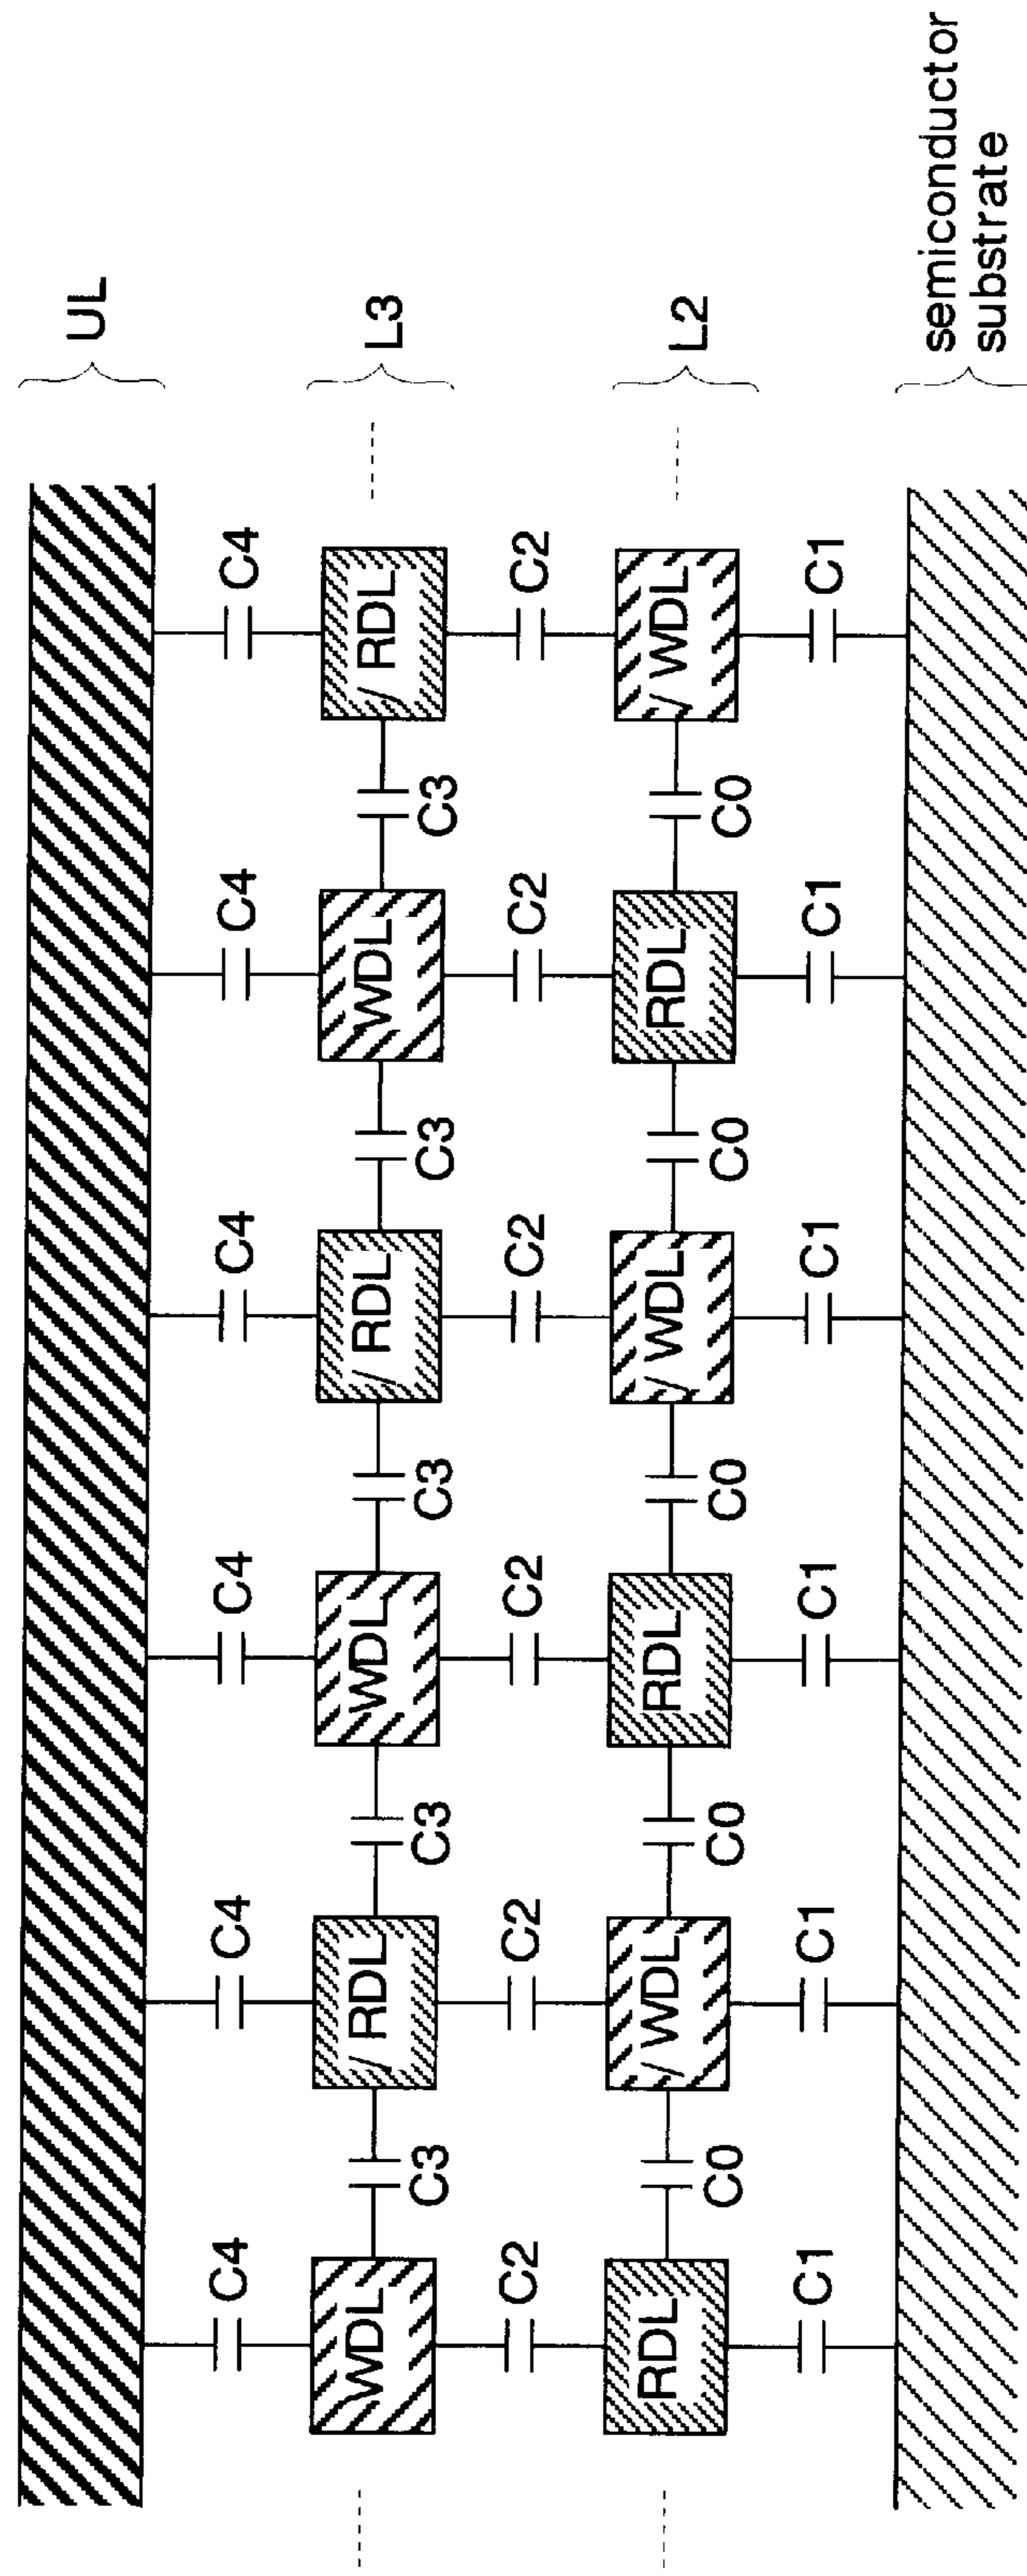 UL
C4 C4 C4 C4 C4 C4
WDL / RDL WDL / RDL WDL / RDL L3
C3 C3 C3 C3 C3
C2 C2 C2 C2 C2 C2
RDL / WDL RDL / WDL RDL / WDL L2
C0 C0 C0 C0 C0
C1 C1 C1 C1 C1 C1
semiconductor
substrate